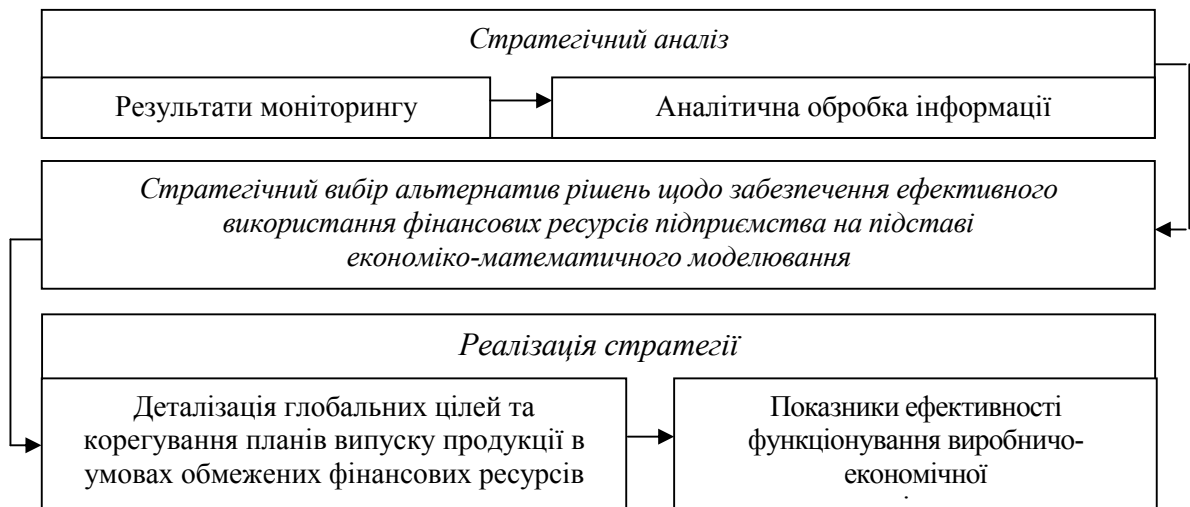 Стратегічний аналіз
Результати моніторингу
Аналітична обробка інформації
Стратегічний вибір альтернатив рішень щодо забезпечення ефективного
використання фінансових ресурсів підприємства на підставі
економіко-математичного моделювання
Реалізація стратегії
Деталізація глобальних цілей та
корегування планів випуску продукції в
умовах обмежених фінансових ресурсів
Показники ефективності
функціонування виробничо-
економічної